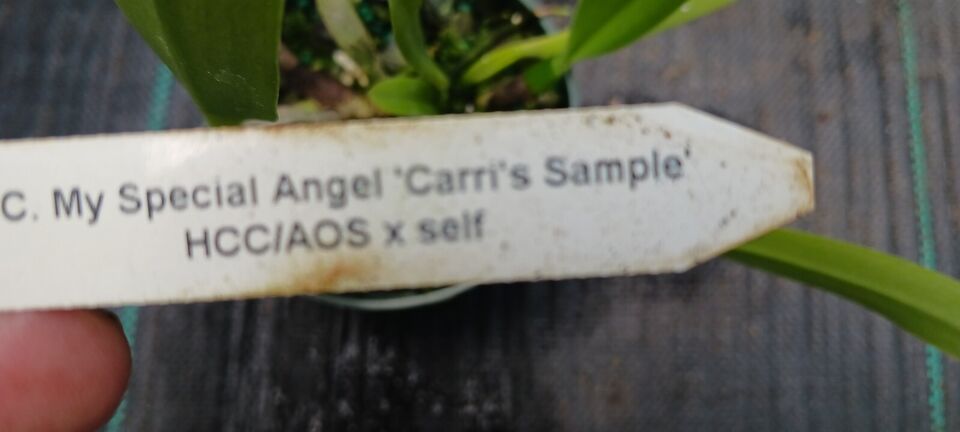 C. My Special Angel 'Carri's Sample'
HCC/AOS x self